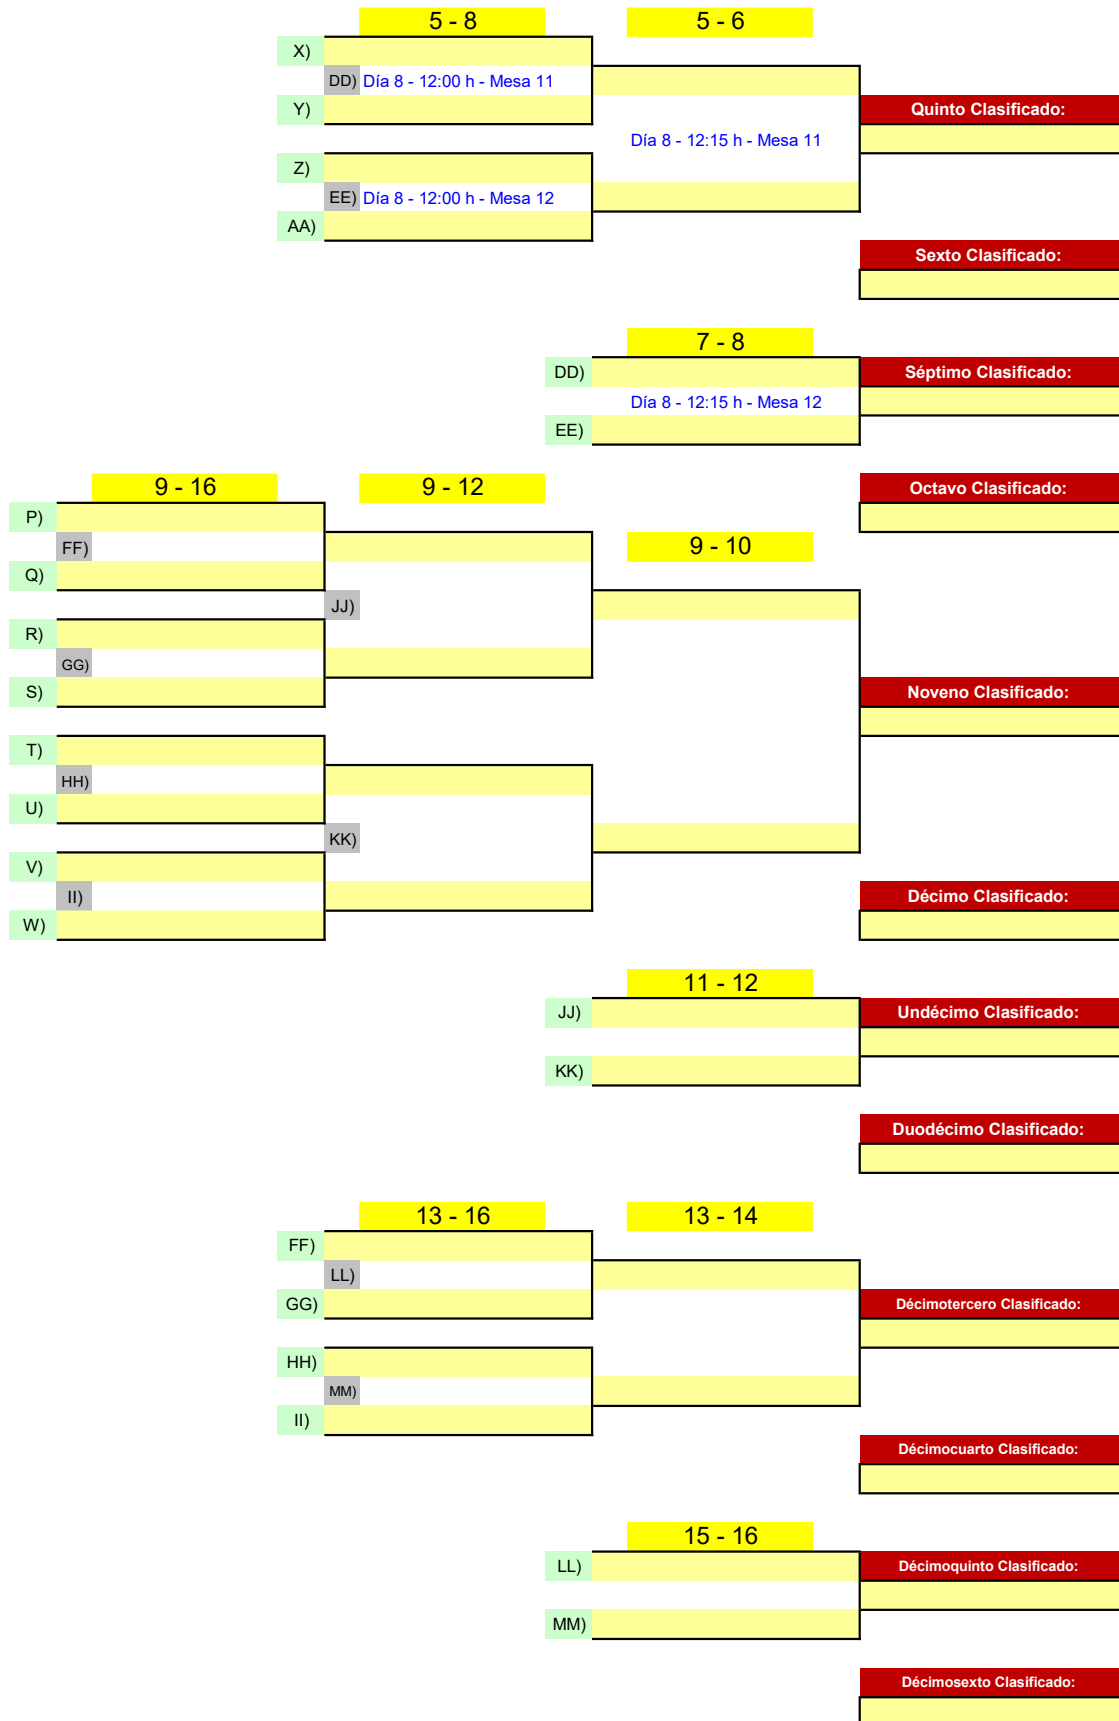 5 - 8 5 - 6
X)
DD) Día 8 - 12:00 h - Mesa 11
Y) Quinto Clasificado:
Día 8 - 12:15 h - Mesa 11
Z)
EE) Día 8 - 12:00 h - Mesa 12
AA)
Sexto Clasificado:
7 - 8
DD) Séptimo Clasificado:
Día 8 - 12:15 h - Mesa 12
EE)
9 - 16 9 - 12 Octavo Clasificado:
P)
FF) 9 - 10
Q)
JJ)
R)
GG)
S) Noveno Clasificado:
T)
HH)
U)
KK)
V)
II) Décimo Clasificado:
W)
11 - 12
JJ) Undécimo Clasificado:
KK)
Duodécimo Clasificado:
13 - 16 13 - 14
FF)
LL)
GG) Décimotercero Clasificado:
HH)
MM)
II)
Décimocuarto Clasificado:
15 - 16
LL) Décimoquinto Clasificado:
MM)
Décimosexto Clasificado: